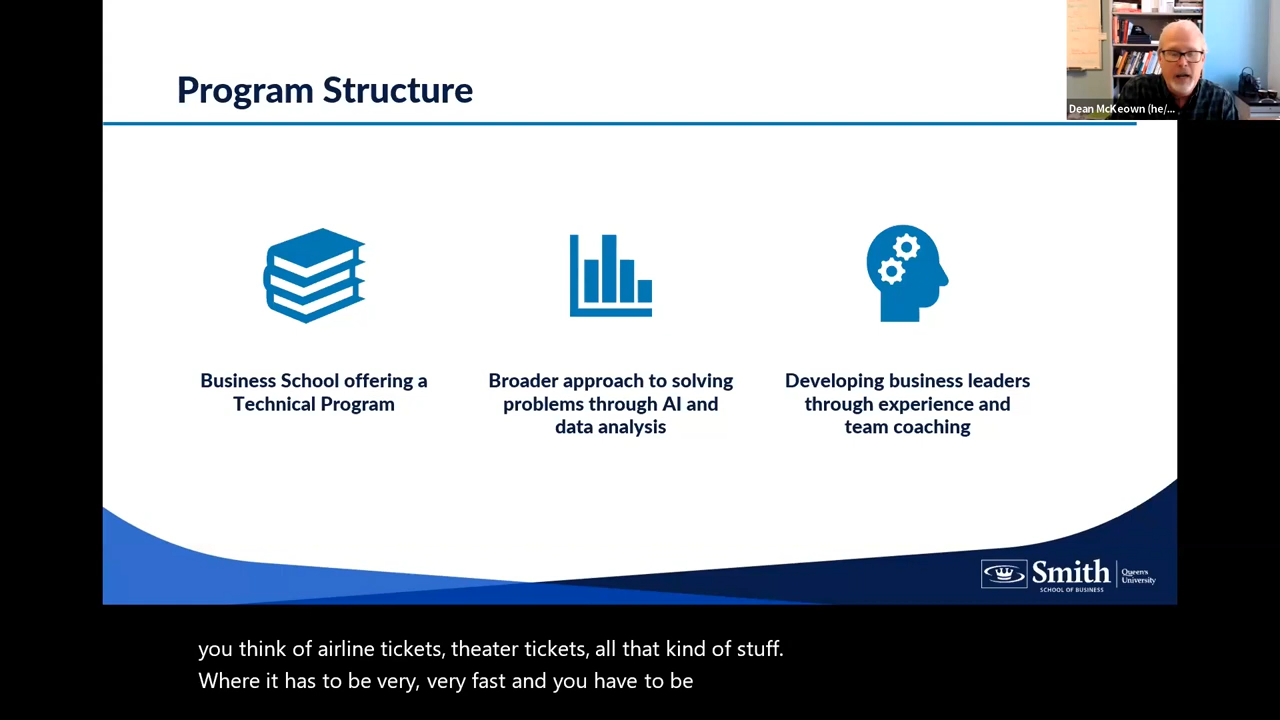 Program Structure
Dean McKeown (he/...
Business School offering a
Technical Program
Broader approach to solving
problems through AI and
data analysis
Developing business leaders
through experience and
team coaching
Smith
SCHOOL OF BUSINESS
Queen's
University
you think of airline tickets, theater tickets, all that kind of stuff.
Where it has to be very, very fast and you have to be